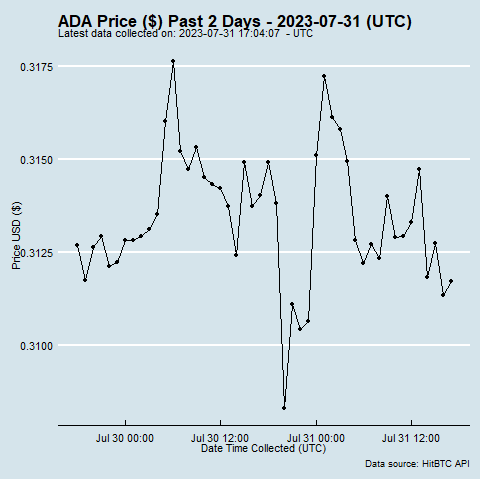 ADA Price ($) Past 2 Days - 2023-07-31 (UTC)
Latest data collected on: 2023-07-31 17:04:07  - UTC
0.3175
0.3150
0.3125
0.3100
Price USD ($)
Jul 30 00:00
Jul 30 12:00
Jul 31 00:00
Jul 31 12:00
Date Time Collected (UTC)
Data source: HitBTC API